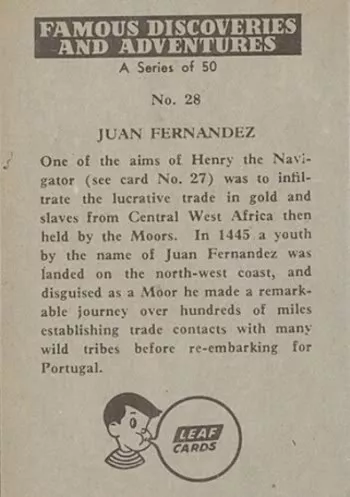 FAMOUS DISCOVERIES
AND ADVENTURES
A Series of 50
No. 28
JUAN FERNANDEZ
One of the aims of Henry the Navi-
gator (see card No. 27) was to infil-
trate the lucrative trade in gold and
slaves from Central West Africa then
held by the Moors. In 1445 a youth
by the name of Juan Fernandez was
landed on the north-west coast, and
disguised as a Moor he made a remark-
able journey over hundreds of miles
establishing trade contacts with many
wild tribes before re-embarking for
Portugal.
LEAF
CARDS